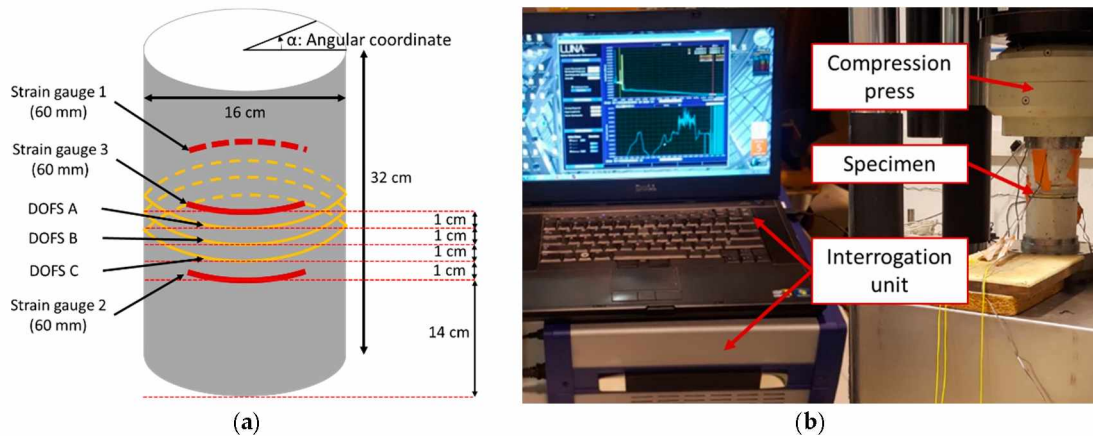 α: Angular coordinate
Strain gauge 1
(60 mm)
16 cm
Strain gauge 3
(60 mm)
32 cm
DOFS A
1 cm
DOFS B
1 cm
1 cm
DOFS C
1 cm
Strain gauge 2
(60 mm)
14 cm
(a)
LUNA
DELL
Compression
press
Specimen
Interrogation
unit
(b)